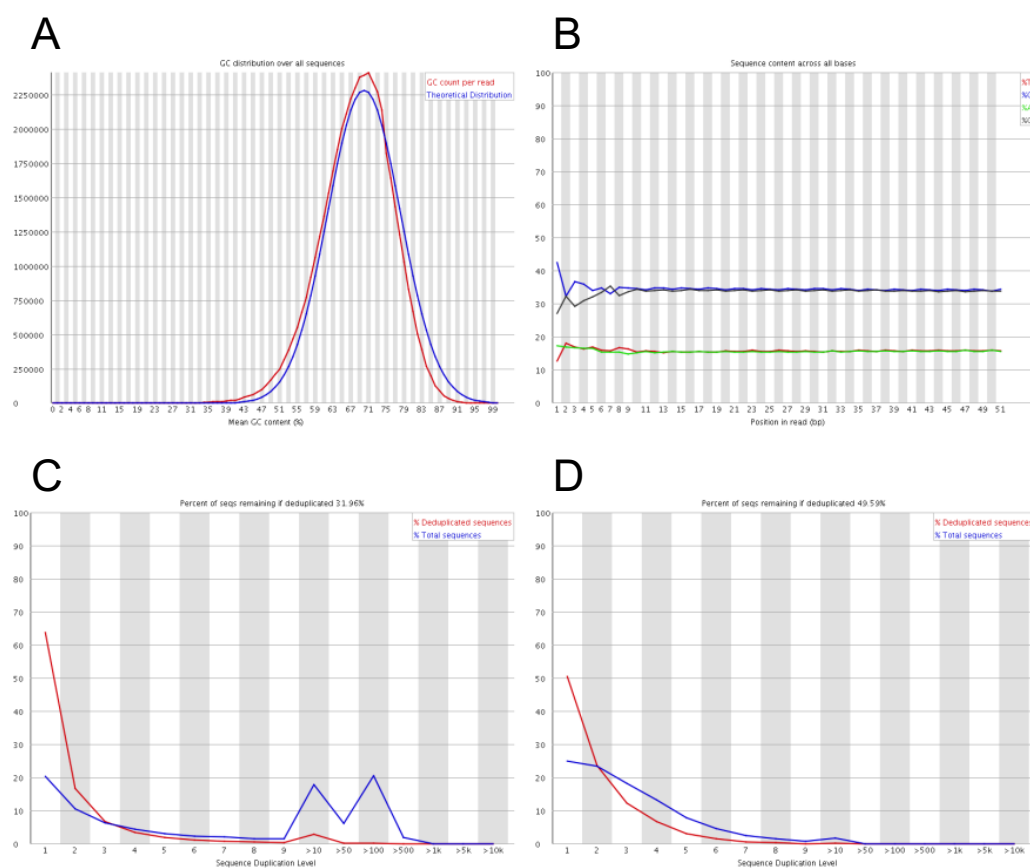 A
GC distribution over all sequences
GC count per read
Theoretical Distribution
2250000
2000000
1750000
1500000
1250000
1000000
750000
500000
250000
0
0 2 4 6 8 11 15 19 23 27 31 35 39 43 47 51 55 59 63 67 71 75 79 83 87 91 95 99
Mean GC content (%)
B
Sequence content across all bases
100
90
80
70
60
50
40
30
20
10
0
1 2 3 4 5 6 7 8 9 11 13 15 17 19 21 23 25 27 29 31 33 35 37 39 41 43 45 47 49 51
Position in read (bp)
%T
C
Percent of seqs remaining if deduplicated 31.96%
% Deduplicated sequences
% Total sequences
100
90
80
70
60
50
40
30
20
10
0
1 2 3 4 5 6 7 8 9 >10 >50 >100 >500 >1k >5k >10k
Sequence Duplication Level
D
Percent of seqs remaining if deduplicated 49.59%
% Deduplicated sequences
% Total sequences
100
90
80
70
60
50
40
30
20
10
0
1 2 3 4 5 6 7 8 9 >10 >50 >100 >500 >1k >5k >10k
Sequence Duplication Level